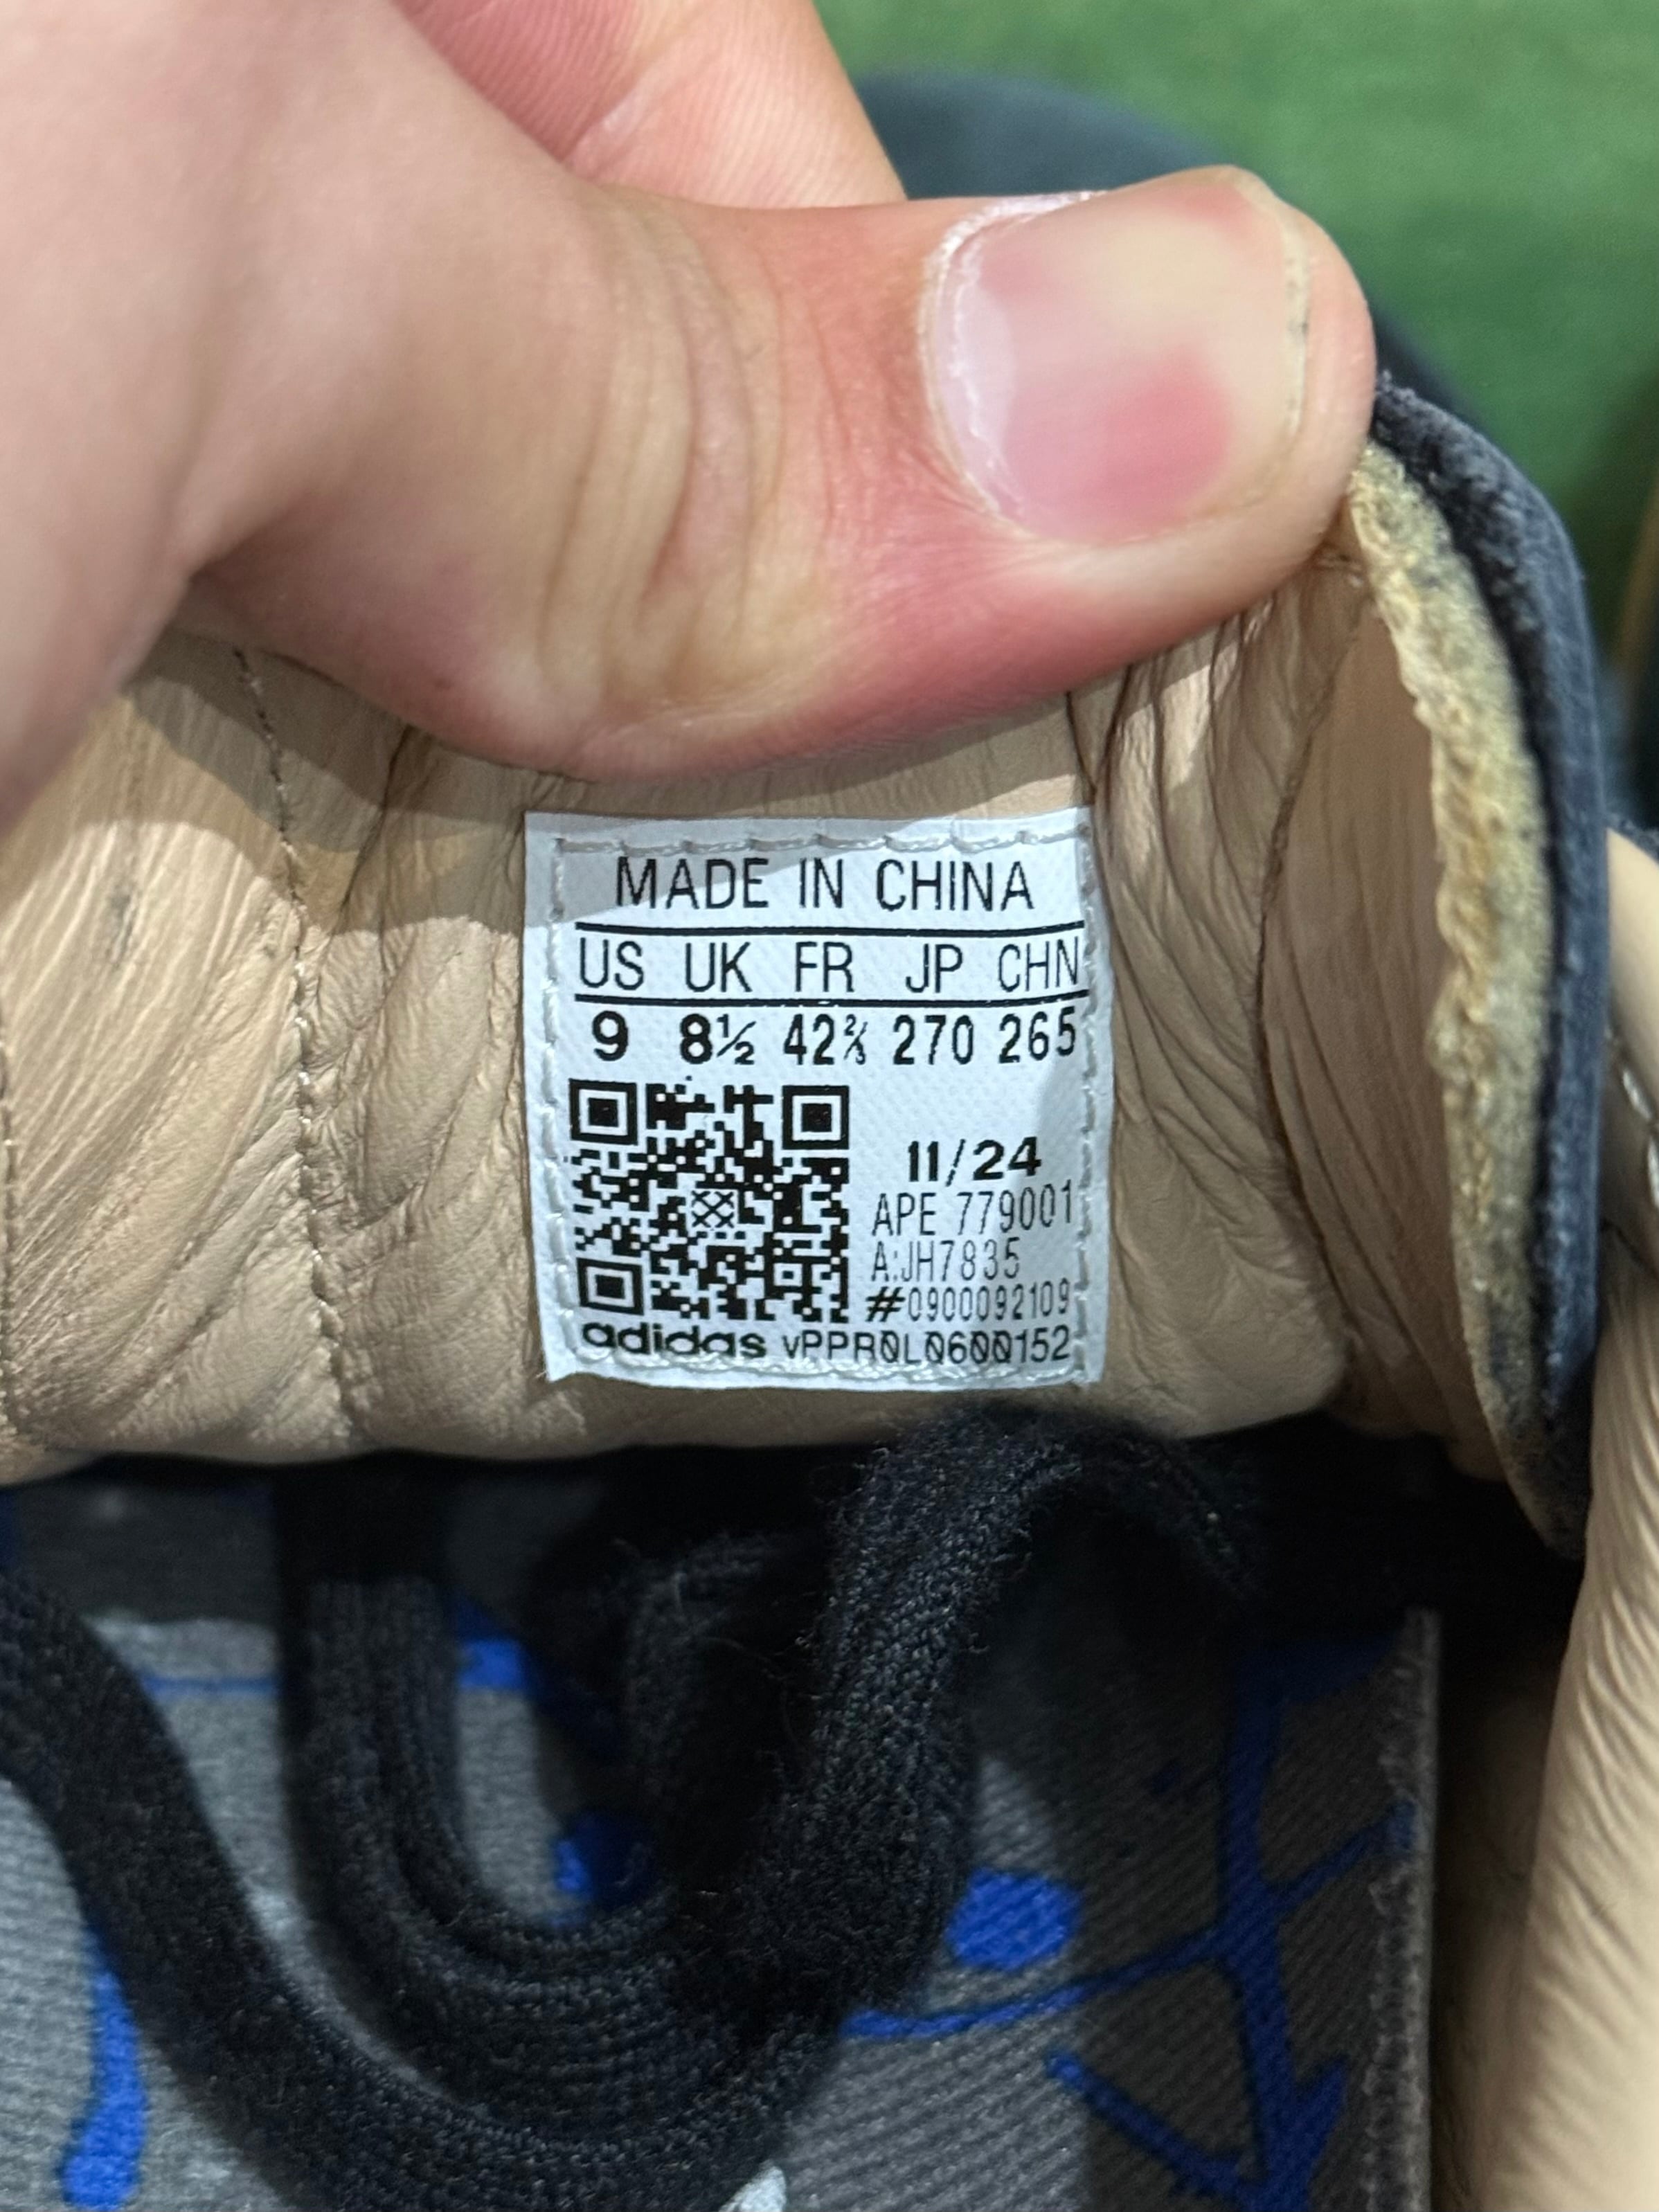 MADE IN CHINA
US UK FR JP CHN
9 8½ 42⅔ 270 265
11/24
APE 779001
A:JH7835
#0900092109
adidas vPPR0L0600152